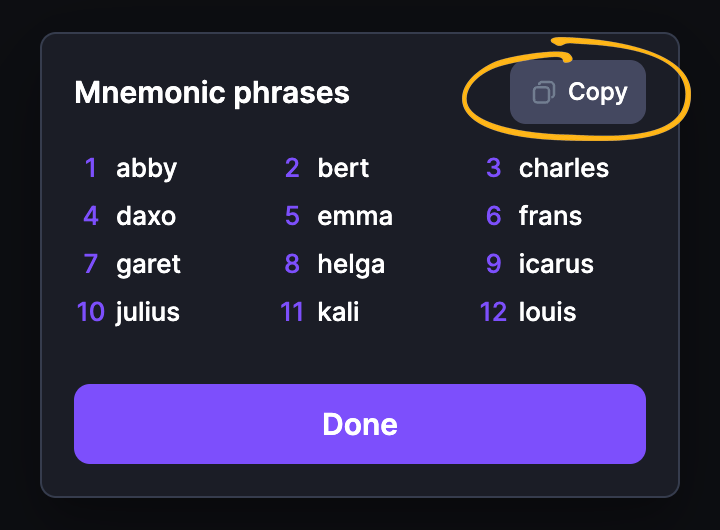 Mnemonic phrases Copy
1 abby 2 bert 3 charles
4 daxo 5 emma 6 frans
7 garet 8 helga 9 icarus
10 julius 11 kali 12 louis
Done